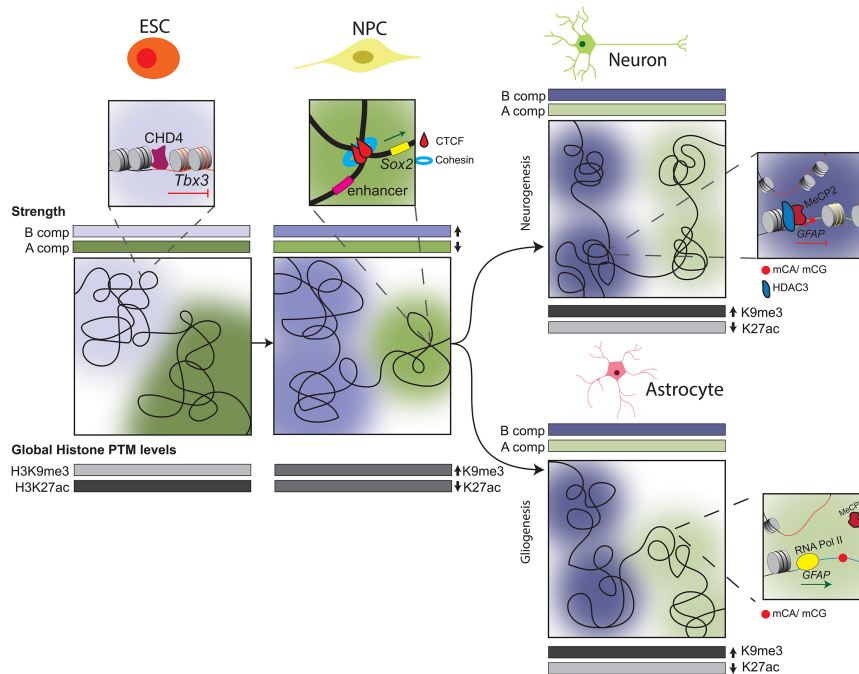 ESC
NPC
Neuron
CHD4
Tbx3
CTCF
Cohesin
Sox2
enhancer
Strength
B comp
A comp
B comp
A comp
Neurogenesis
MeCP2
GFAP
mCA/ mCG
HDAC3
K9me3
K27ac
Astrocyte
Global Histone PTM levels
H3K9me3
K9me3
H3K27ac
K27ac
B comp
A comp
Gliogenesis
MeCP
RNA Pol II
GFAP
mCA/ mCG
K9me3
K27ac